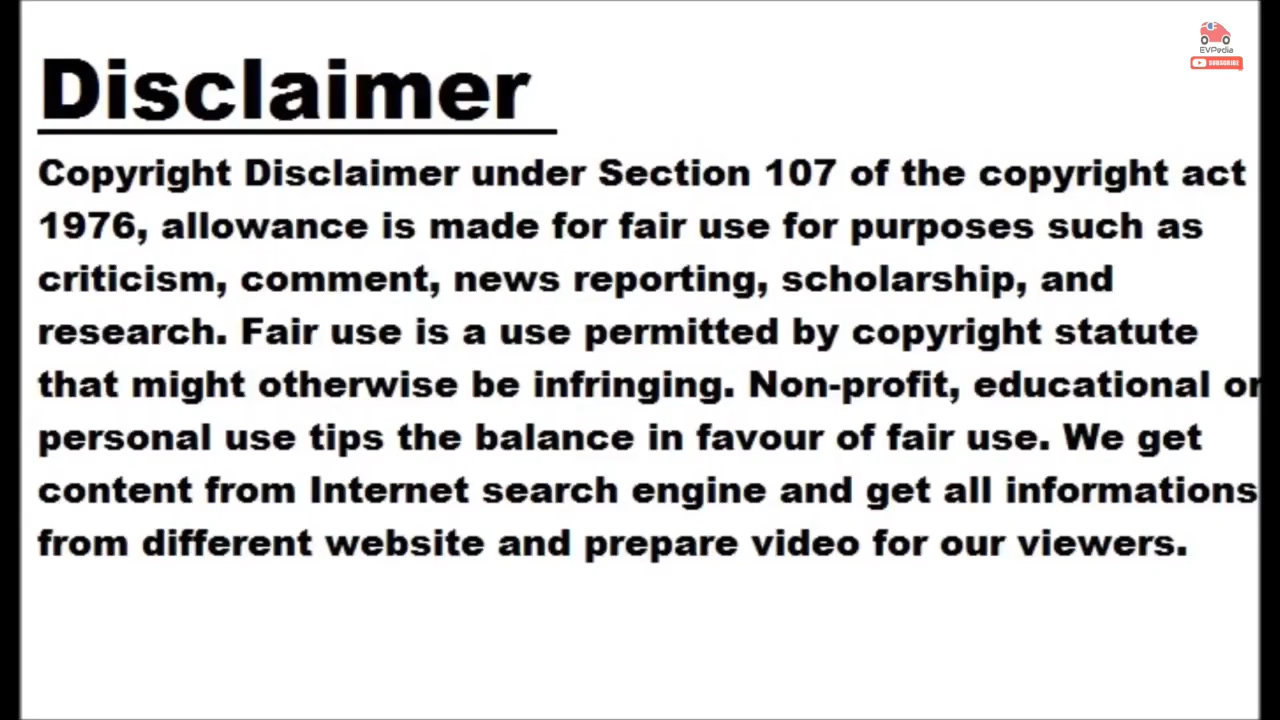 EVPedia
SUBSCRIBE
Disclaimer
Copyright Disclaimer under Section 107 of the copyright act
1976, allowance is made for fair use for purposes such as
criticism, comment, news reporting, scholarship, and
research. Fair use is a use permitted by copyright statute
that might otherwise be infringing. Non-profit, educational or
personal use tips the balance in favour of fair use. We get
content from Internet search engine and get all informations
from different website and prepare video for our viewers.